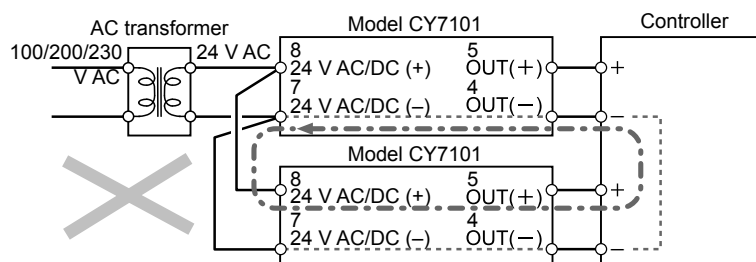 AC transformer
100/200/230
V AC
24 V AC
Model CY7101
8
24 V AC/DC (+)
7
24 V AC/DC (–)
5
OUT(+)
4
OUT(−)
Controller
+
−
Model CY7101
8
24 V AC/DC (+)
7
24 V AC/DC (–)
5
OUT(+)
4
OUT(−)
+
−